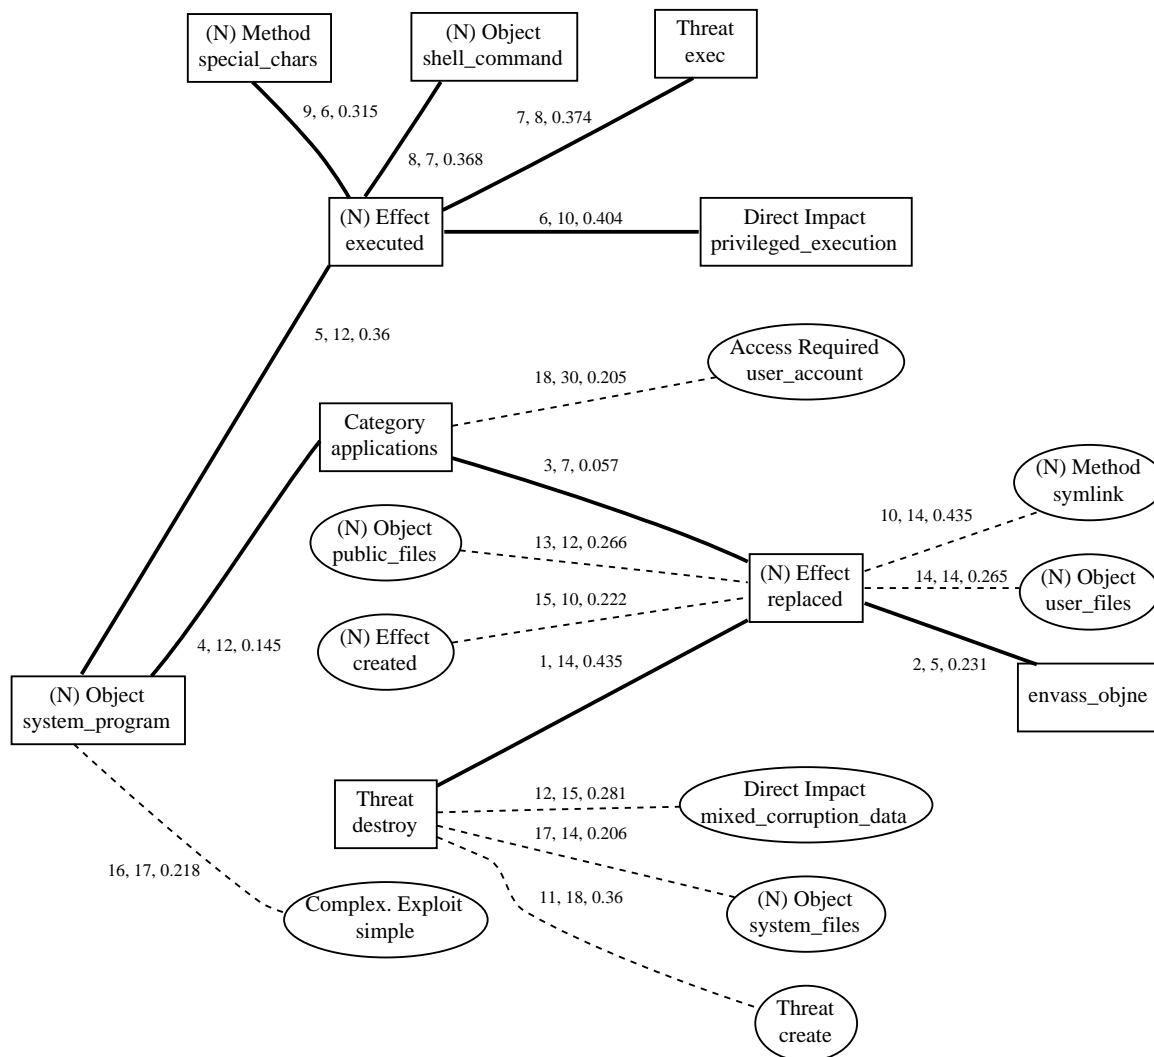 (N) Method
special_chars
(N) Object
shell_command
Threat
exec
9, 6, 0.315
8, 7, 0.368
7, 8, 0.374
(N) Effect
executed
6, 10, 0.404
Direct Impact
privileged_execution
5, 12, 0.36
Access Required
user_account
18, 30, 0.205
Category
applications
3, 7, 0.057
(N) Method
symlink
10, 14, 0.435
(N) Object
public_files
13, 12, 0.266
(N) Effect
replaced
14, 14, 0.265
(N) Object
user_files
15, 10, 0.222
(N) Effect
created
4, 12, 0.145
1, 14, 0.435
2, 5, 0.231
envass_objne
(N) Object
system_program
Threat
destroy
12, 15, 0.281
Direct Impact
mixed_corruption_data
17, 14, 0.206
16, 17, 0.218
11, 18, 0.36
Complex. Exploit
simple
(N) Object
system_files
Threat
create